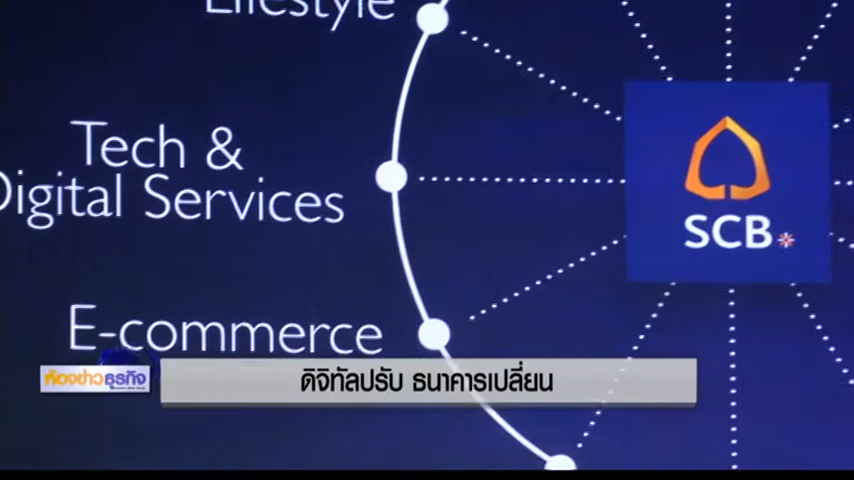 Lifestyle
Tech &
Digital Services
E-commerce
SCB
ห้องข่าวธุรกิจ
ดิจิทัลปรับ ธนาคารเปลี่ยน